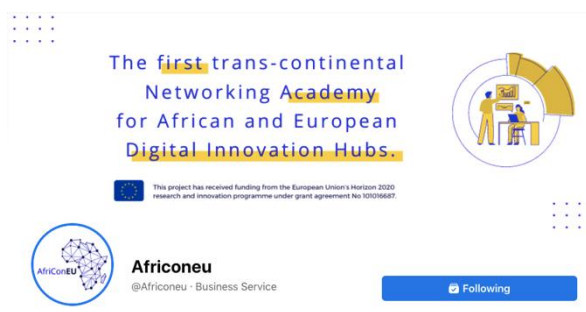 The first trans-continental
Networking Academy
for African and European
Digital Innovation Hubs.
This project has received funding from the European Union's Horizon 2020
research and innovation programme under grant agreement No 101016687.
AfriConEU
Africoneu
@Africoneu · Business Service
Following